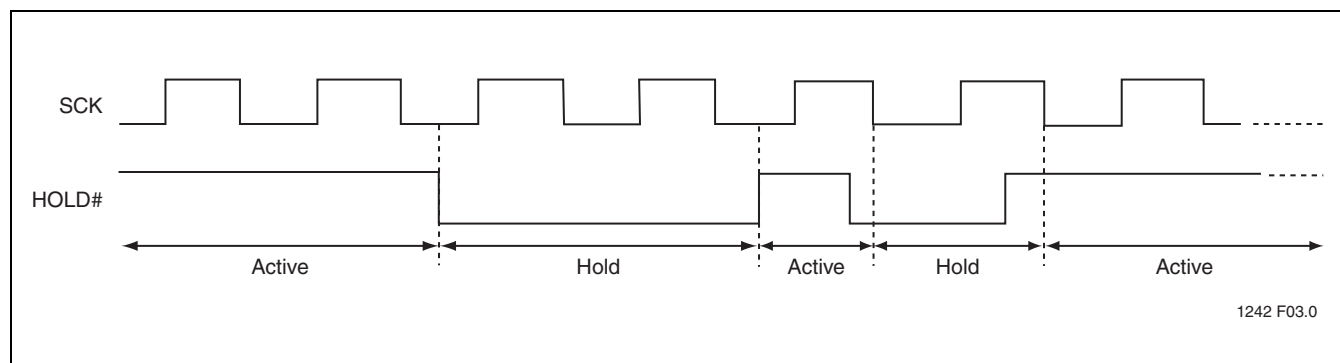 SCK
HOLD#
Active Hold Active Hold Active
1242 F03.0